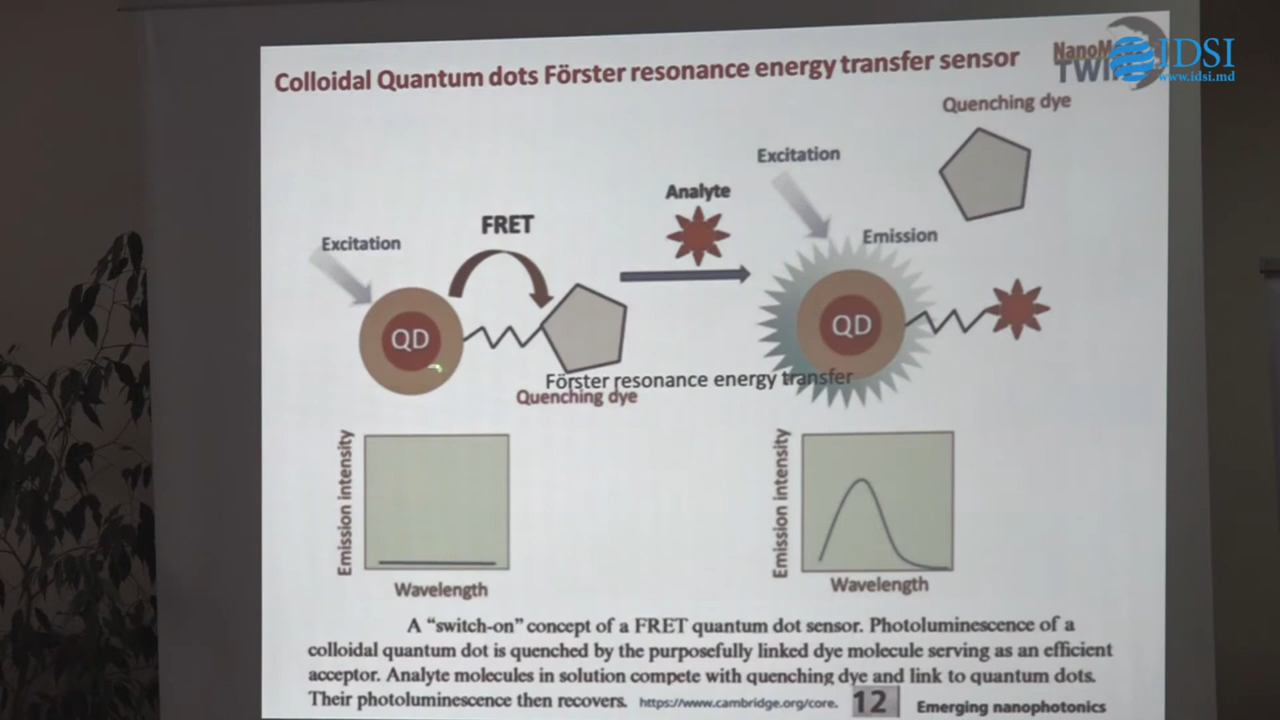 Colloidal Quantum dots Förster resonance energy transfer sensor
IDSI
www.idsi.md
Quenching dye
Excitation
Analyte
FRET
Excitation
Emission
QD
QD
Förster resonance energy transfer
Quenching dye
Emission intensity
Wavelength
Emission intensity
Wavelength
A “switch-on” concept of a FRET quantum dot sensor. Photoluminescence of a
colloidal quantum dot is quenched by the purposefully linked dye molecule serving as an efficient
acceptor. Analyte molecules in solution compete with quenching dye and link to quantum dots.
Their photoluminescence then recovers. https://www.cambridge.org/core. 12 Emerging nanophotonics